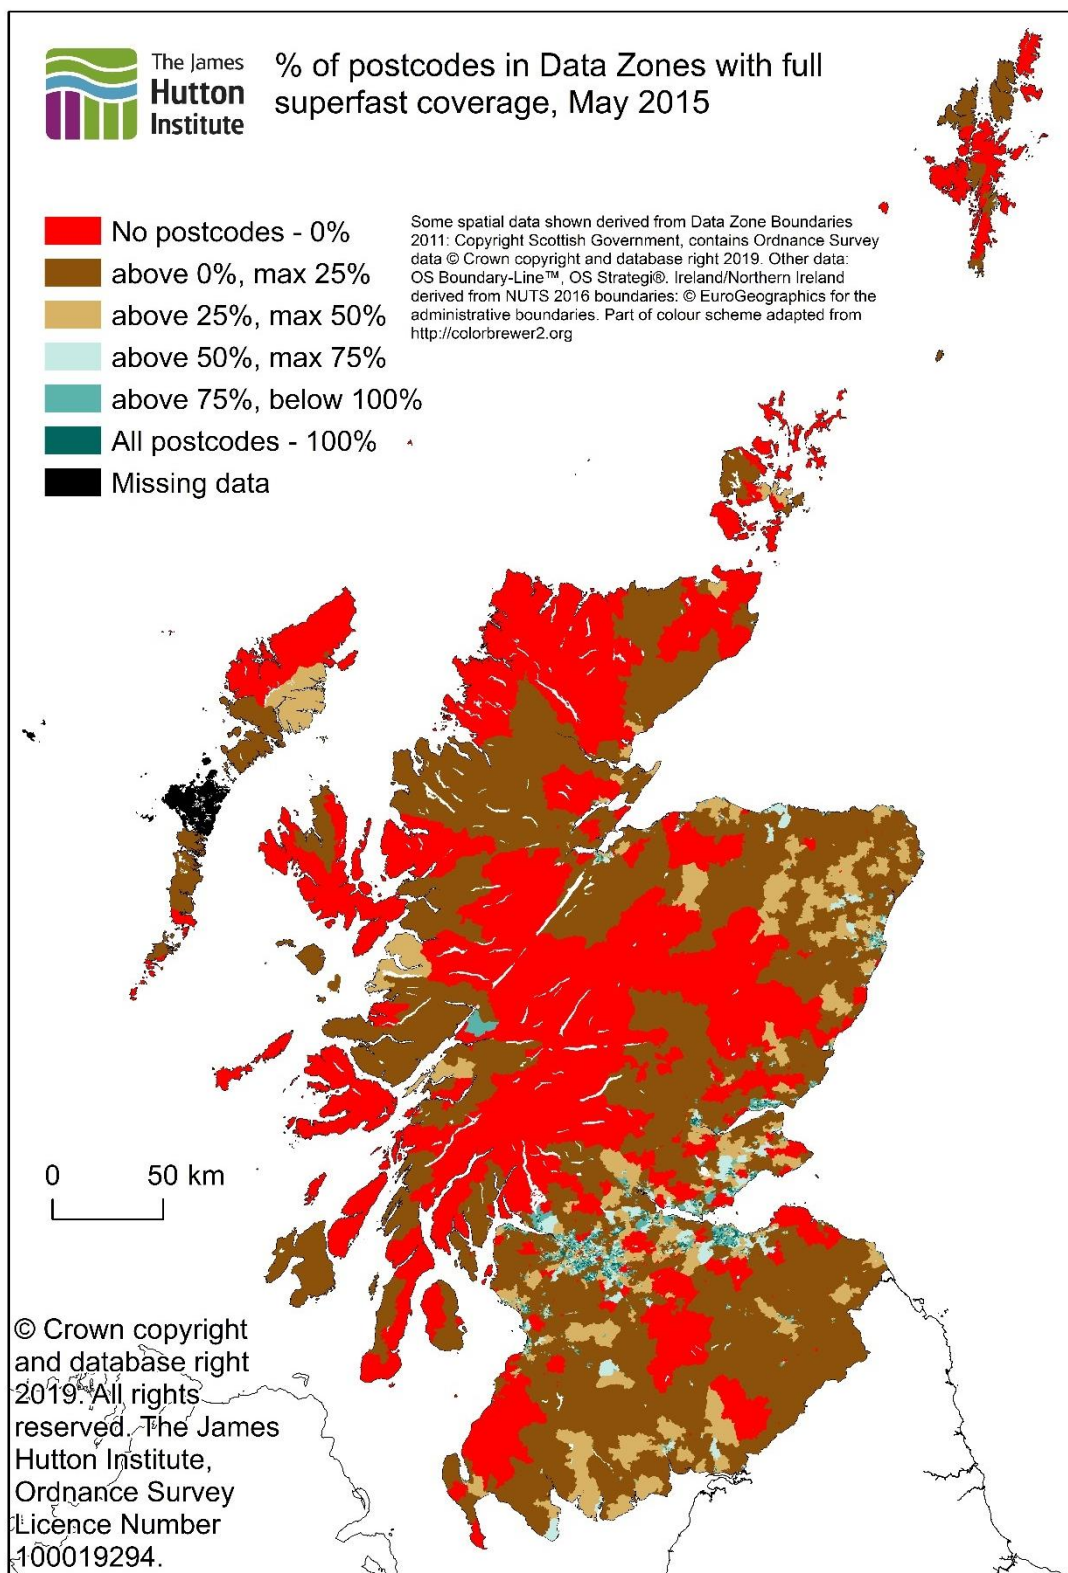 The James
Hutton
Institute
% of postcodes in Data Zones with full
superfast coverage, May 2015
No postcodes - 0%
above 0%, max 25%
above 25%, max 50%
above 50%, max 75%
above 75%, below 100%
All postcodes - 100%
Missing data
Some spatial data shown derived from Data Zone Boundaries
2011: Copyright Scottish Government, contains Ordnance Survey
data © Crown copyright and database right 2019. Other data:
OS Boundary-Line™, OS Strategi®. Ireland/Northern Ireland
derived from NUTS 2016 boundaries: © EuroGeographics for the
administrative boundaries. Part of colour scheme adapted from
http://colorbrewer2.org
0 50 km
© Crown copyright
and database right
2019. All rights
reserved. The James
Hutton Institute,
Ordnance Survey
Licence Number
100019294.